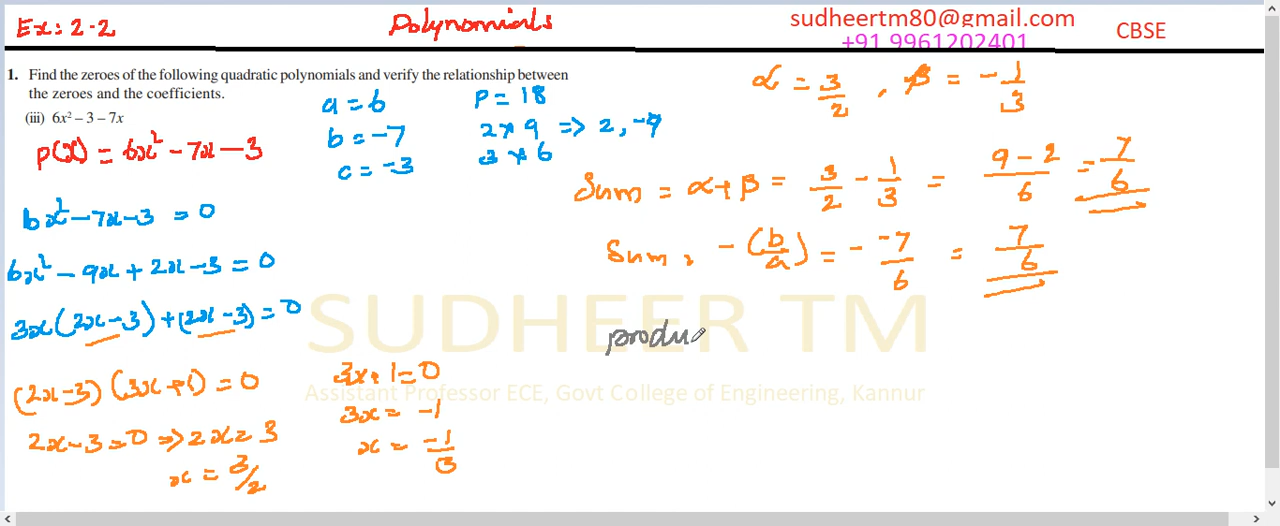 Ex: 2.2
Polynomials
sudheertm80@gmail.com
+91 9961202401
CBSE
1. Find the zeroes of the following quadratic polynomials and verify the relationship between
the zeroes and the coefficients.
(iii) 6x² – 3 – 7x
p(x) = 6x² – 7x – 3
6x² – 7x – 3 = 0
6x² – 9x + 2x – 3 = 0
3x(2x – 3) + (2x – 3) = 0
(2x – 3) (3x + 1) = 0
2x – 3 = 0 ⇒ 2x = 3
x = 3/2
a = 6
b = –7
c = –3
P = 18
2 × 9 ⇒ 2, –9
3 × 6
3x + 1 = 0
3x = –1
x = –1/3
α = 3/2 , β = –1/3
Sum = α + β = 3/2 – 1/3 = (9 – 2)/6 = 7/6
Sum = –(b/a) = – –7/6 = 7/6
produ
SUDHEER TM
Assistant Professor ECE, Govt College of Engineering, Kannur